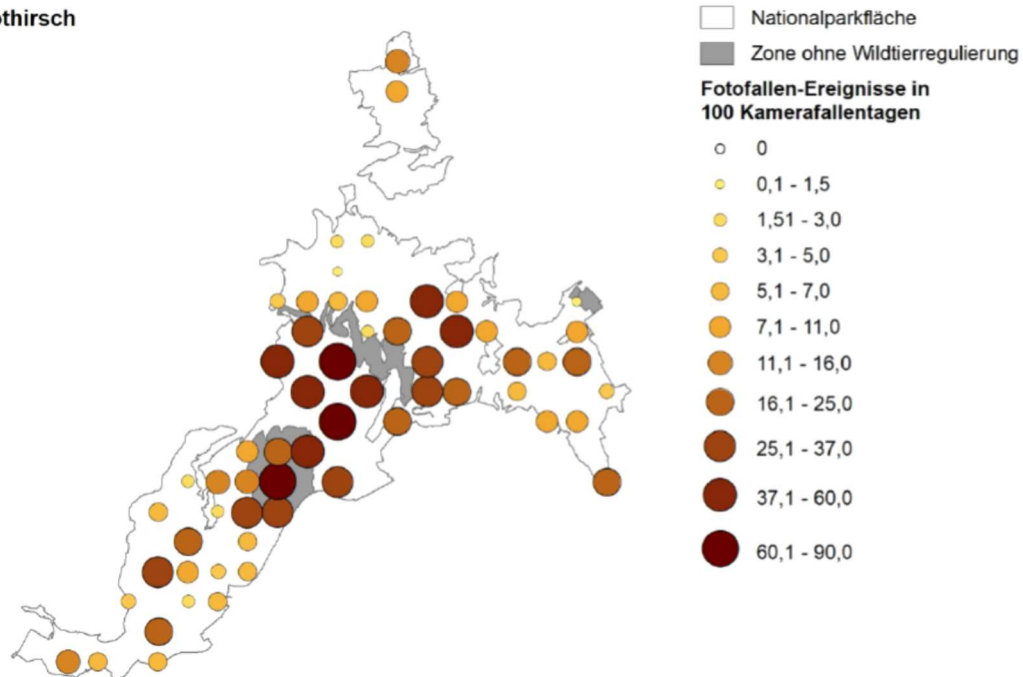 othirsch
Nationalparkfläche
Zone ohne Wildtierregulierung
Fotofallen-Ereignisse in
100 Kamerafallentagen
0
0,1 - 1,5
1,51 - 3,0
3,1 - 5,0
5,1 - 7,0
7,1 - 11,0
11,1 - 16,0
16,1 - 25,0
25,1 - 37,0
37,1 - 60,0
60,1 - 90,0